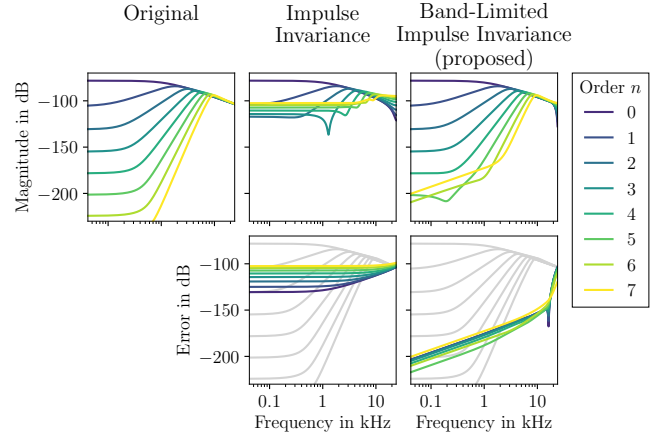 Original
Impulse
Invariance
Band-Limited
Impulse Invariance
(proposed)
Magnitude in dB
−100
−150
−200
Order n
0
1
2
3
4
5
6
7
Error in dB
−100
−150
−200
0.1
1
10
0.1
1
10
Frequency in kHz
Frequency in kHz